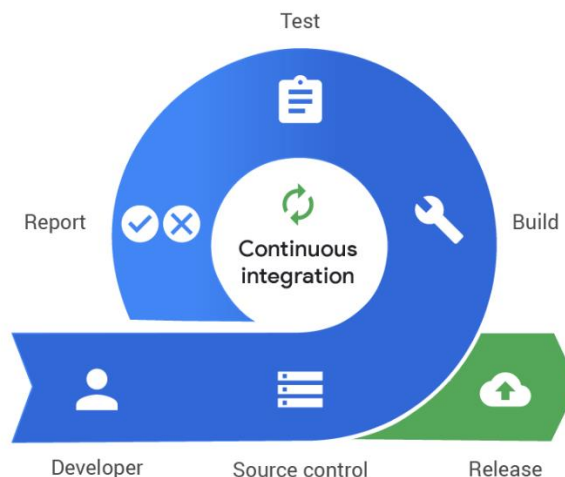 Test
Report
Build
Continuous
integration
Developer
Source control
Release